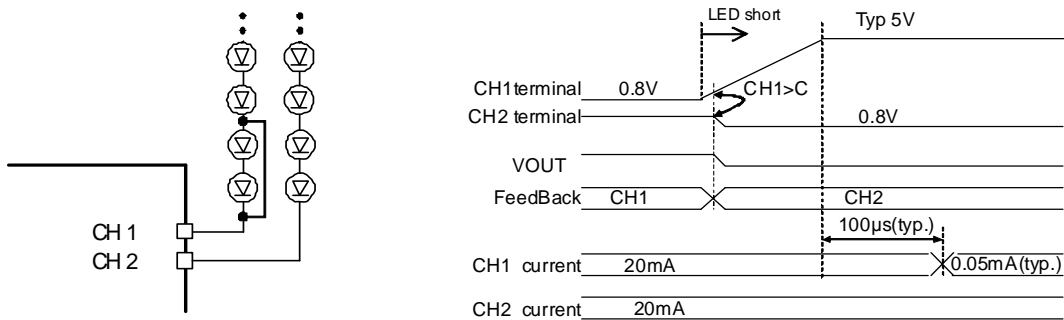 CH 1
CH 2
LED short
Typ 5V
CH1terminal
0.8V
CH1>C
CH2 terminal
0.8V
VOUT
FeedBack
CH1
CH2
100µs(typ.)
CH1 current
20mA
0.05mA(typ.)
CH2 current
20mA